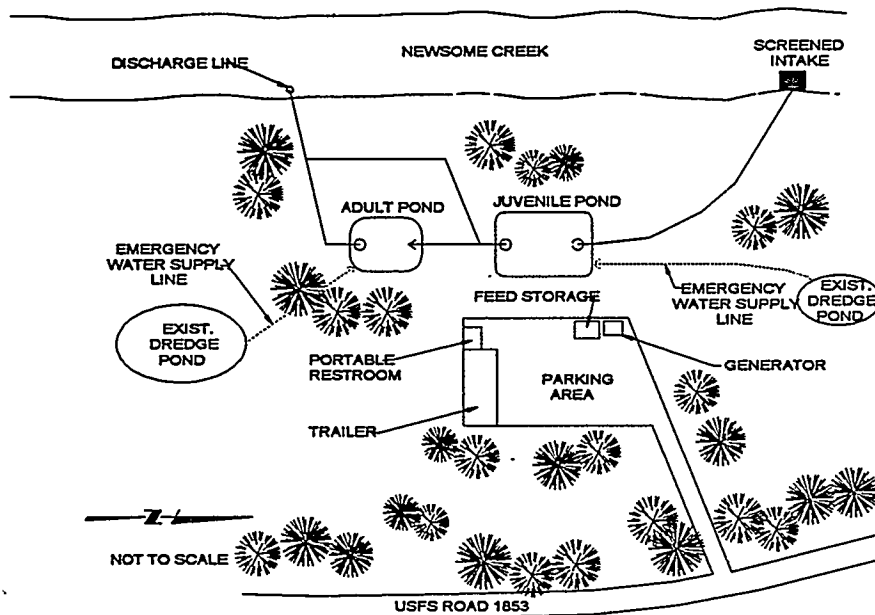 NEWSOME CREEK
SCREENED
INTAKE
DISCHARGE LINE
ADULT POND
JUVENILE POND
EMERGENCY
WATER SUPPLY
LINE
EXIST.
DREDGE
POND
FEED STORAGE
EMERGENCY
WATER SUPPLY
LINE
EXIST.
DREDGE
POND
PORTABLE
RESTROOM
PARKING
AREA
GENERATOR
TRAILER
N
NOT TO SCALE
USFS ROAD 1853